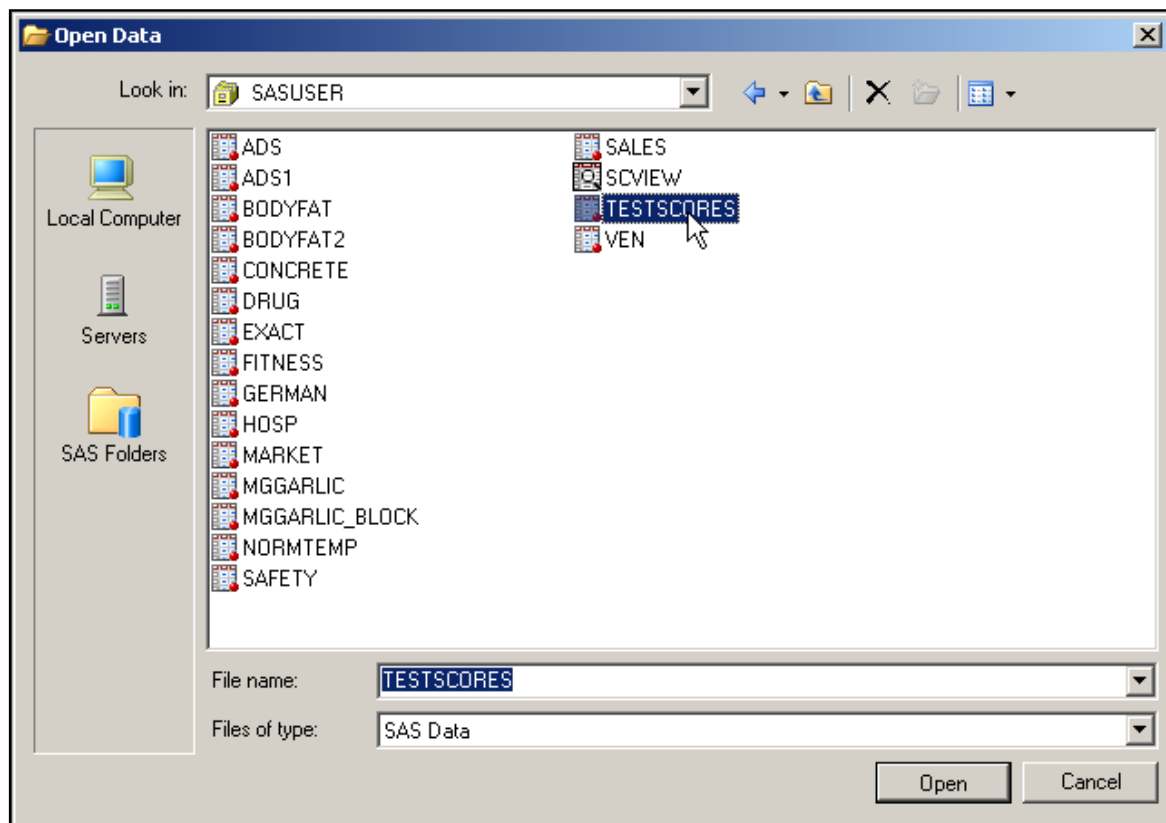 Open Data
Look in:
SASUSER
Local Computer
Servers
SAS Folders
ADS
ADS1
BODYFAT
BODYFAT2
CONCRETE
DRUG
EXACT
FITNESS
GERMAN
HOSP
MARKET
MGGARLIC
MGGARLIC_BLOCK
NORMTEMP
SAFETY
SALES
SCVIEW
TESTSCORES
VEN
File name:
TESTSCORES
Files of type:
SAS Data
Open
Cancel